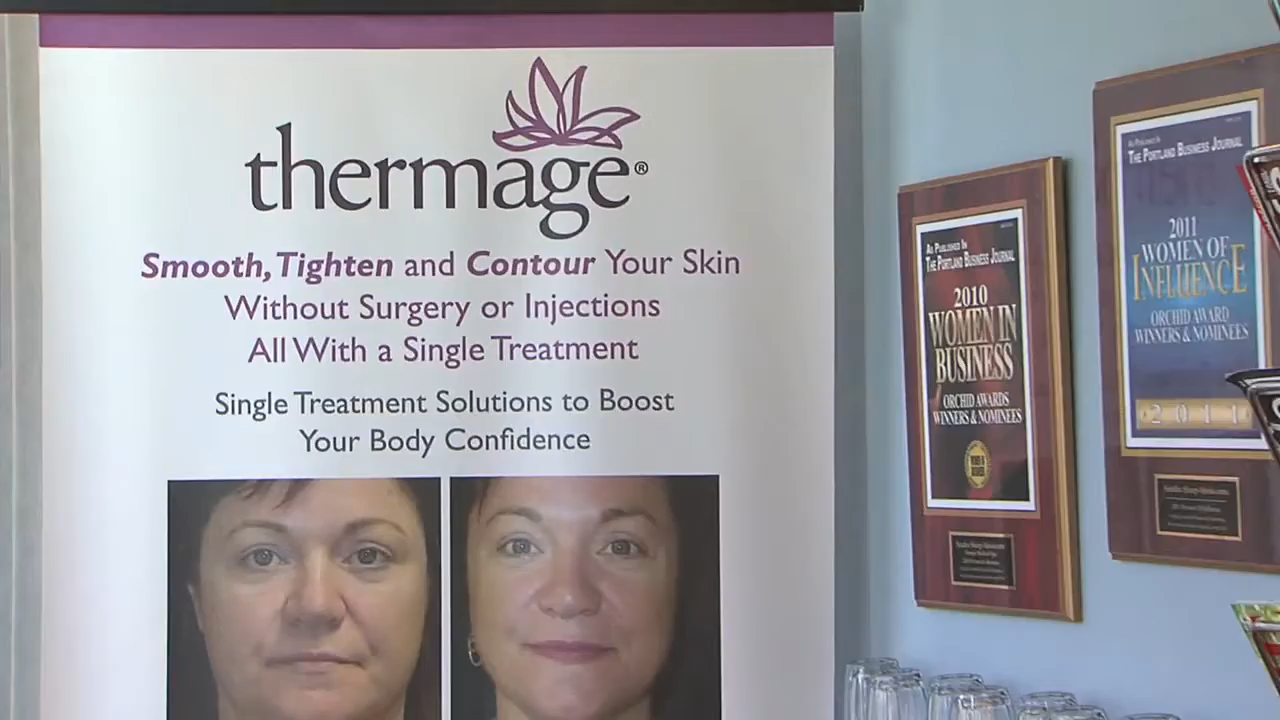 thermage®
Smooth, Tighten and Contour Your Skin
Without Surgery or Injections
All With a Single Treatment
Single Treatment Solutions to Boost
Your Body Confidence
As Published In
The Portland Business Journal
2010
WOMEN IN
BUSINESS
ORCHID AWARDS
WINNERS & NOMINEES
As Published In
The Portland Business Journal
2011
WOMEN OF
INFLUENCE
ORCHID AWARD
WINNERS & NOMINEES
2011